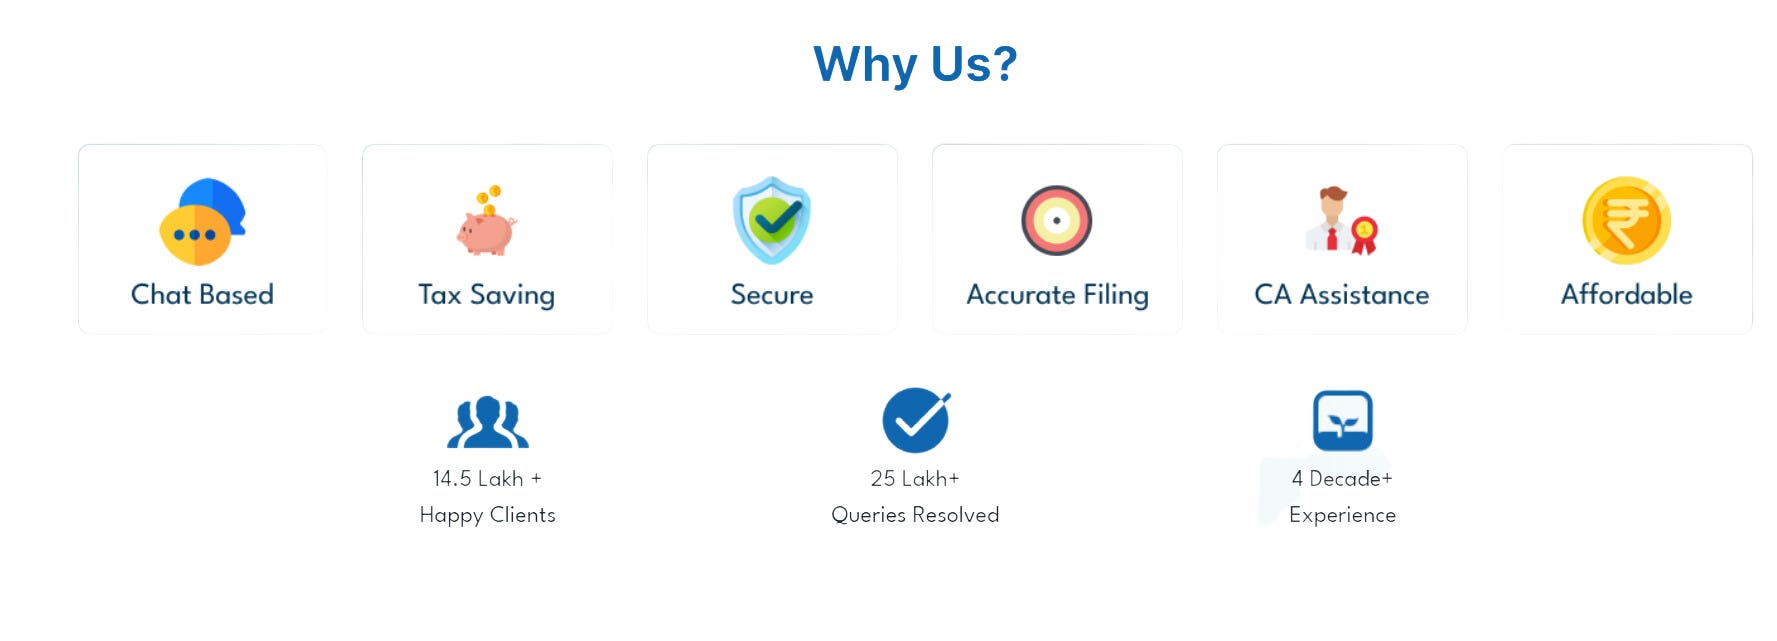 Why Us?
Chat Based
Tax Saving
Secure
Accurate Filing
1
CA Assistance
Affordable
14.5 Lakh +
Happy Clients
25 Lakh+
Queries Resolved
4 Decade+
Experience